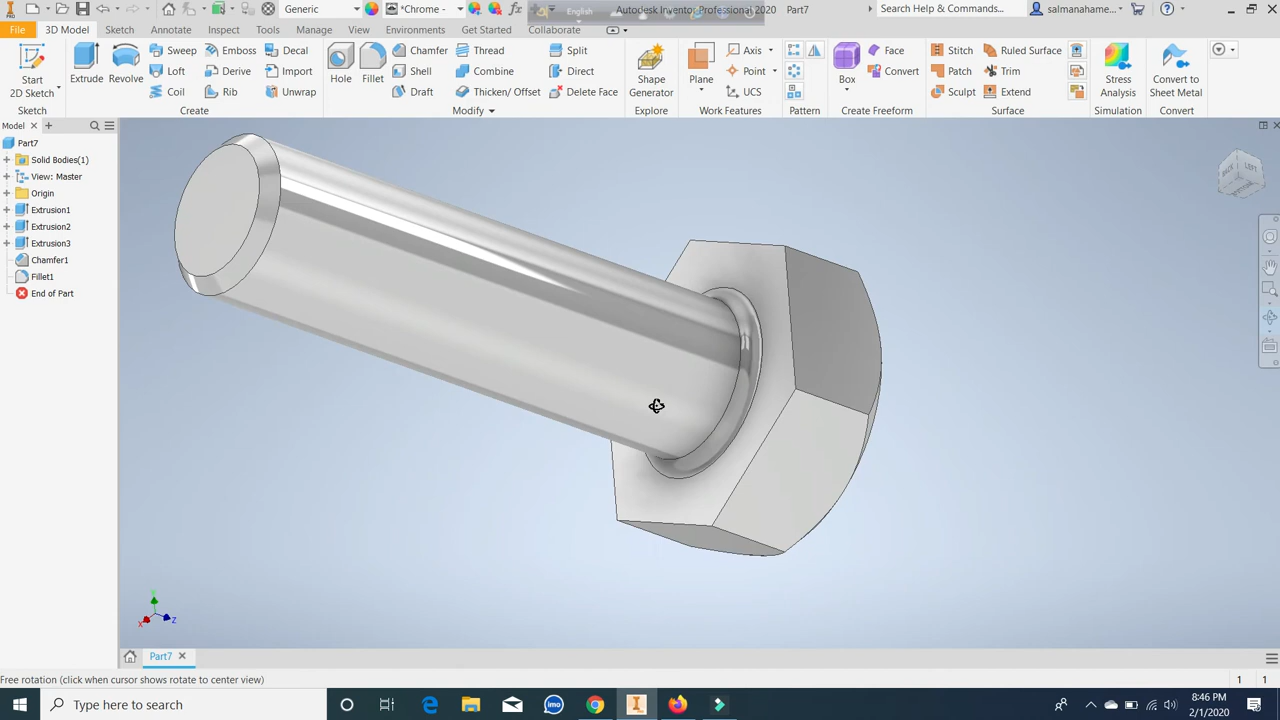 Generic
*Chrome -
English
Autodesk Inventor Professional 2020 Part7
Search Help & Commands...
salmanahame...
File
3D Model
Sketch
Annotate
Inspect
Tools
Manage
View
Environments
Get Started
Collaborate
Start
2D Sketch
Extrude
Revolve
Sweep
Loft
Coil
Emboss
Derive
Rib
Decal
Import
Unwrap
Hole
Fillet
Chamfer
Shell
Draft
Thread
Combine
Thicken/ Offset
Split
Direct
Delete Face
Shape
Generator
Plane
Axis
Point
UCS
Box
Face
Convert
Stitch
Patch
Sculpt
Ruled Surface
Trim
Extend
Stress
Analysis
Convert to
Sheet Metal
Sketch
Create
Modify
Explore
Work Features
Pattern
Create Freeform
Surface
Simulation
Convert
Model
Part7
Solid Bodies(1)
View: Master
Origin
Extrusion1
Extrusion2
Extrusion3
Chamfer1
Fillet1
End of Part
BACK
LEFT
X
Z
Part7
Free rotation (click when cursor shows rotate to center view)
1
1
Type here to search
imo
8:46 PM
2/1/2020